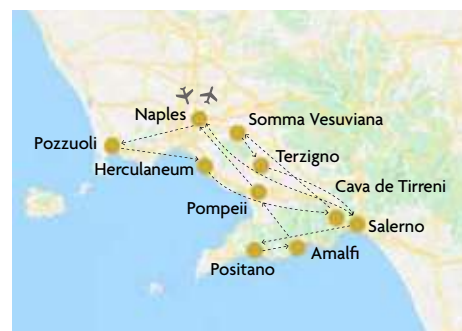 Naples
Somma Vesuviana
Pozzuoli
Terzigno
Herculaneum
Cava de Tirreni
Pompeii
Salerno
Amalfi
Positano